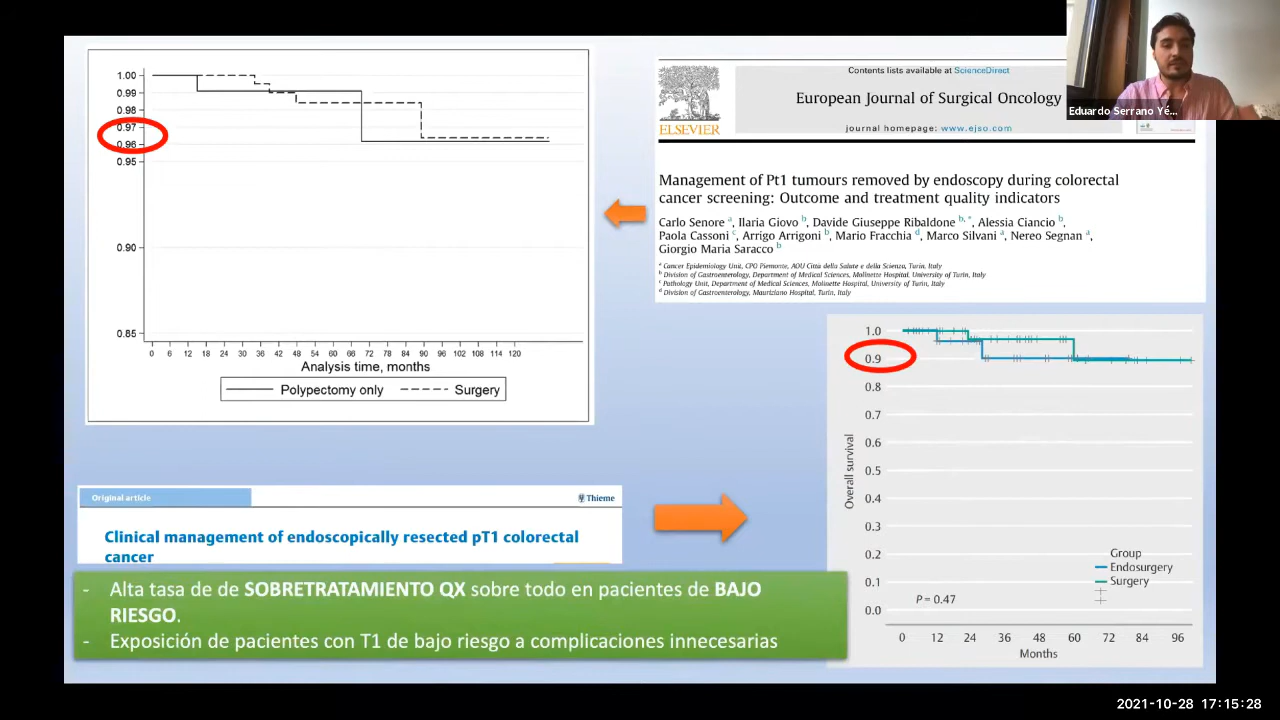 1.00
0.99
0.98
0.97
0.96
0.95
0.90
0.85
0 6 12 18 24 30 36 42 48 54 60 66 72 78 84 90 96 102 108 114 120
Analysis time, months
Polypectomy only Surgery
Contents lists available at ScienceDirect
European Journal of Surgical Oncology
journal homepage: www.ejso.com
ELSEVIER
Eduardo Serrano Yé...
Management of Pt1 tumours removed by endoscopy during colorectal
cancer screening: Outcome and treatment quality indicators
Carlo Senore a, Ilaria Giovo b, Davide Giuseppe Ribaldone b, *, Alessia Ciancio b,
Paola Cassoni c, Arrigo Arrigoni b, Mario Fracchia d, Marco Silvani a, Nereo Segnan a,
Giorgio Maria Saracco b
a Cancer Epidemiology Unit, CPO Piemonte, AOU Città della Salute e della Scienza, Turin, Italy
b Division of Gastroenterology, Department of Medical Sciences, Molinette Hospital, University of Turin, Italy
c Pathology Unit, Department of Medical Sciences, Molinette Hospital, University of Turin, Italy
d Division of Gastroenterology, Mauriziano Hospital, Turin, Italy
Original article
Thieme
Clinical management of endoscopically resected pT1 colorectal
cancer
- Alta tasa de de SOBRETRATAMIENTO QX sobre todo en pacientes de BAJO
RIESGO.
- Exposición de pacientes con T1 de bajo riesgo a complicaciones innecesarias
Overall survival
1.0
0.9
0.8
0.7
0.6
0.5
0.4
0.3
0.2
0.1
0.0
Group
Endosurgery
Surgery
P = 0.47
0 12 24 36 48 60 72 84 96
Months
2021-10-28 17:15:28